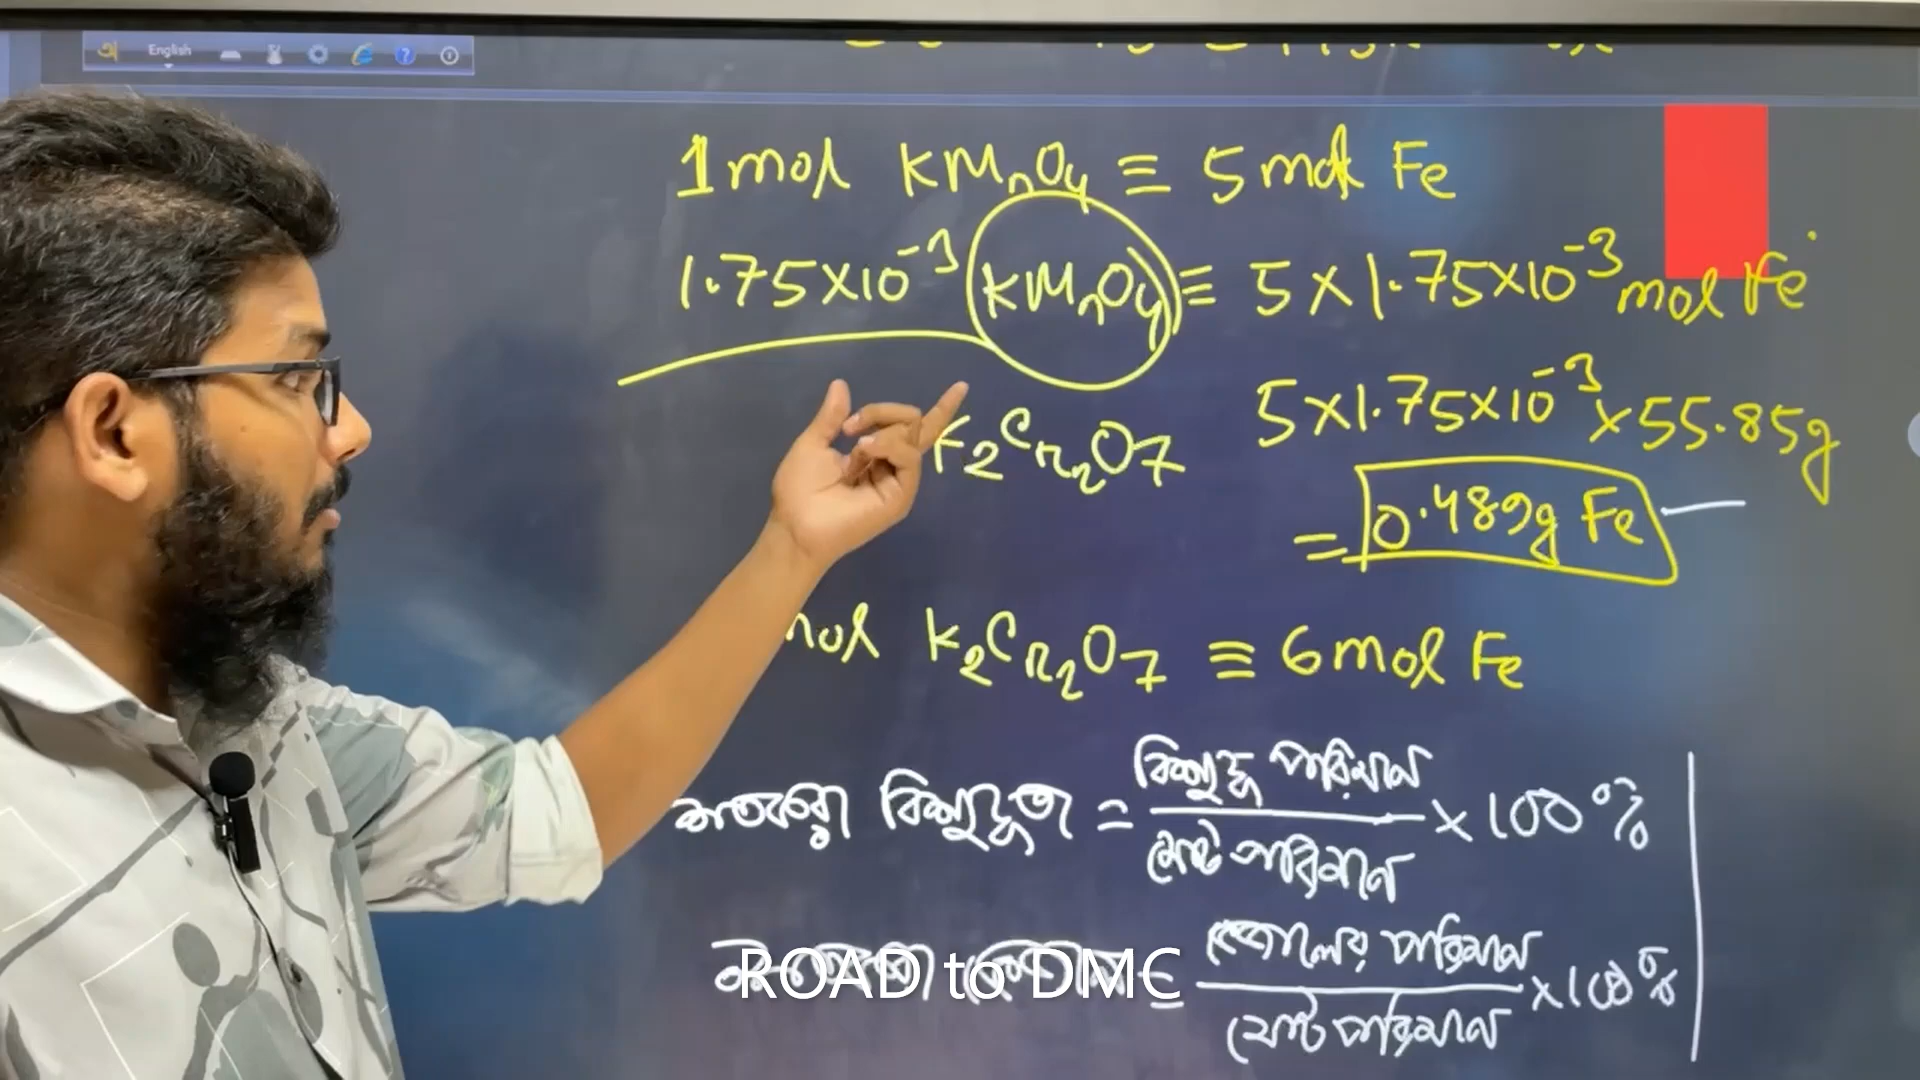 English
1mol KMnO4 ≡ 5 mol Fe
1.75×10⁻³ KMnO4 ≡ 5×1.75×10⁻³ mol Fe
K2Cr2O7
5×1.75×10⁻³×55.85g
= 0.489g Fe
mol K2Cr2O7 ≡ 6 mol Fe
শতকরা বিশুদ্ধতা = বিশুদ্ধ পরিমাণ × 100%
মোট পরিমাণ
ভেজালের পরিমাণ × 100%
মোট পরিমাণ
ROAD to DMC